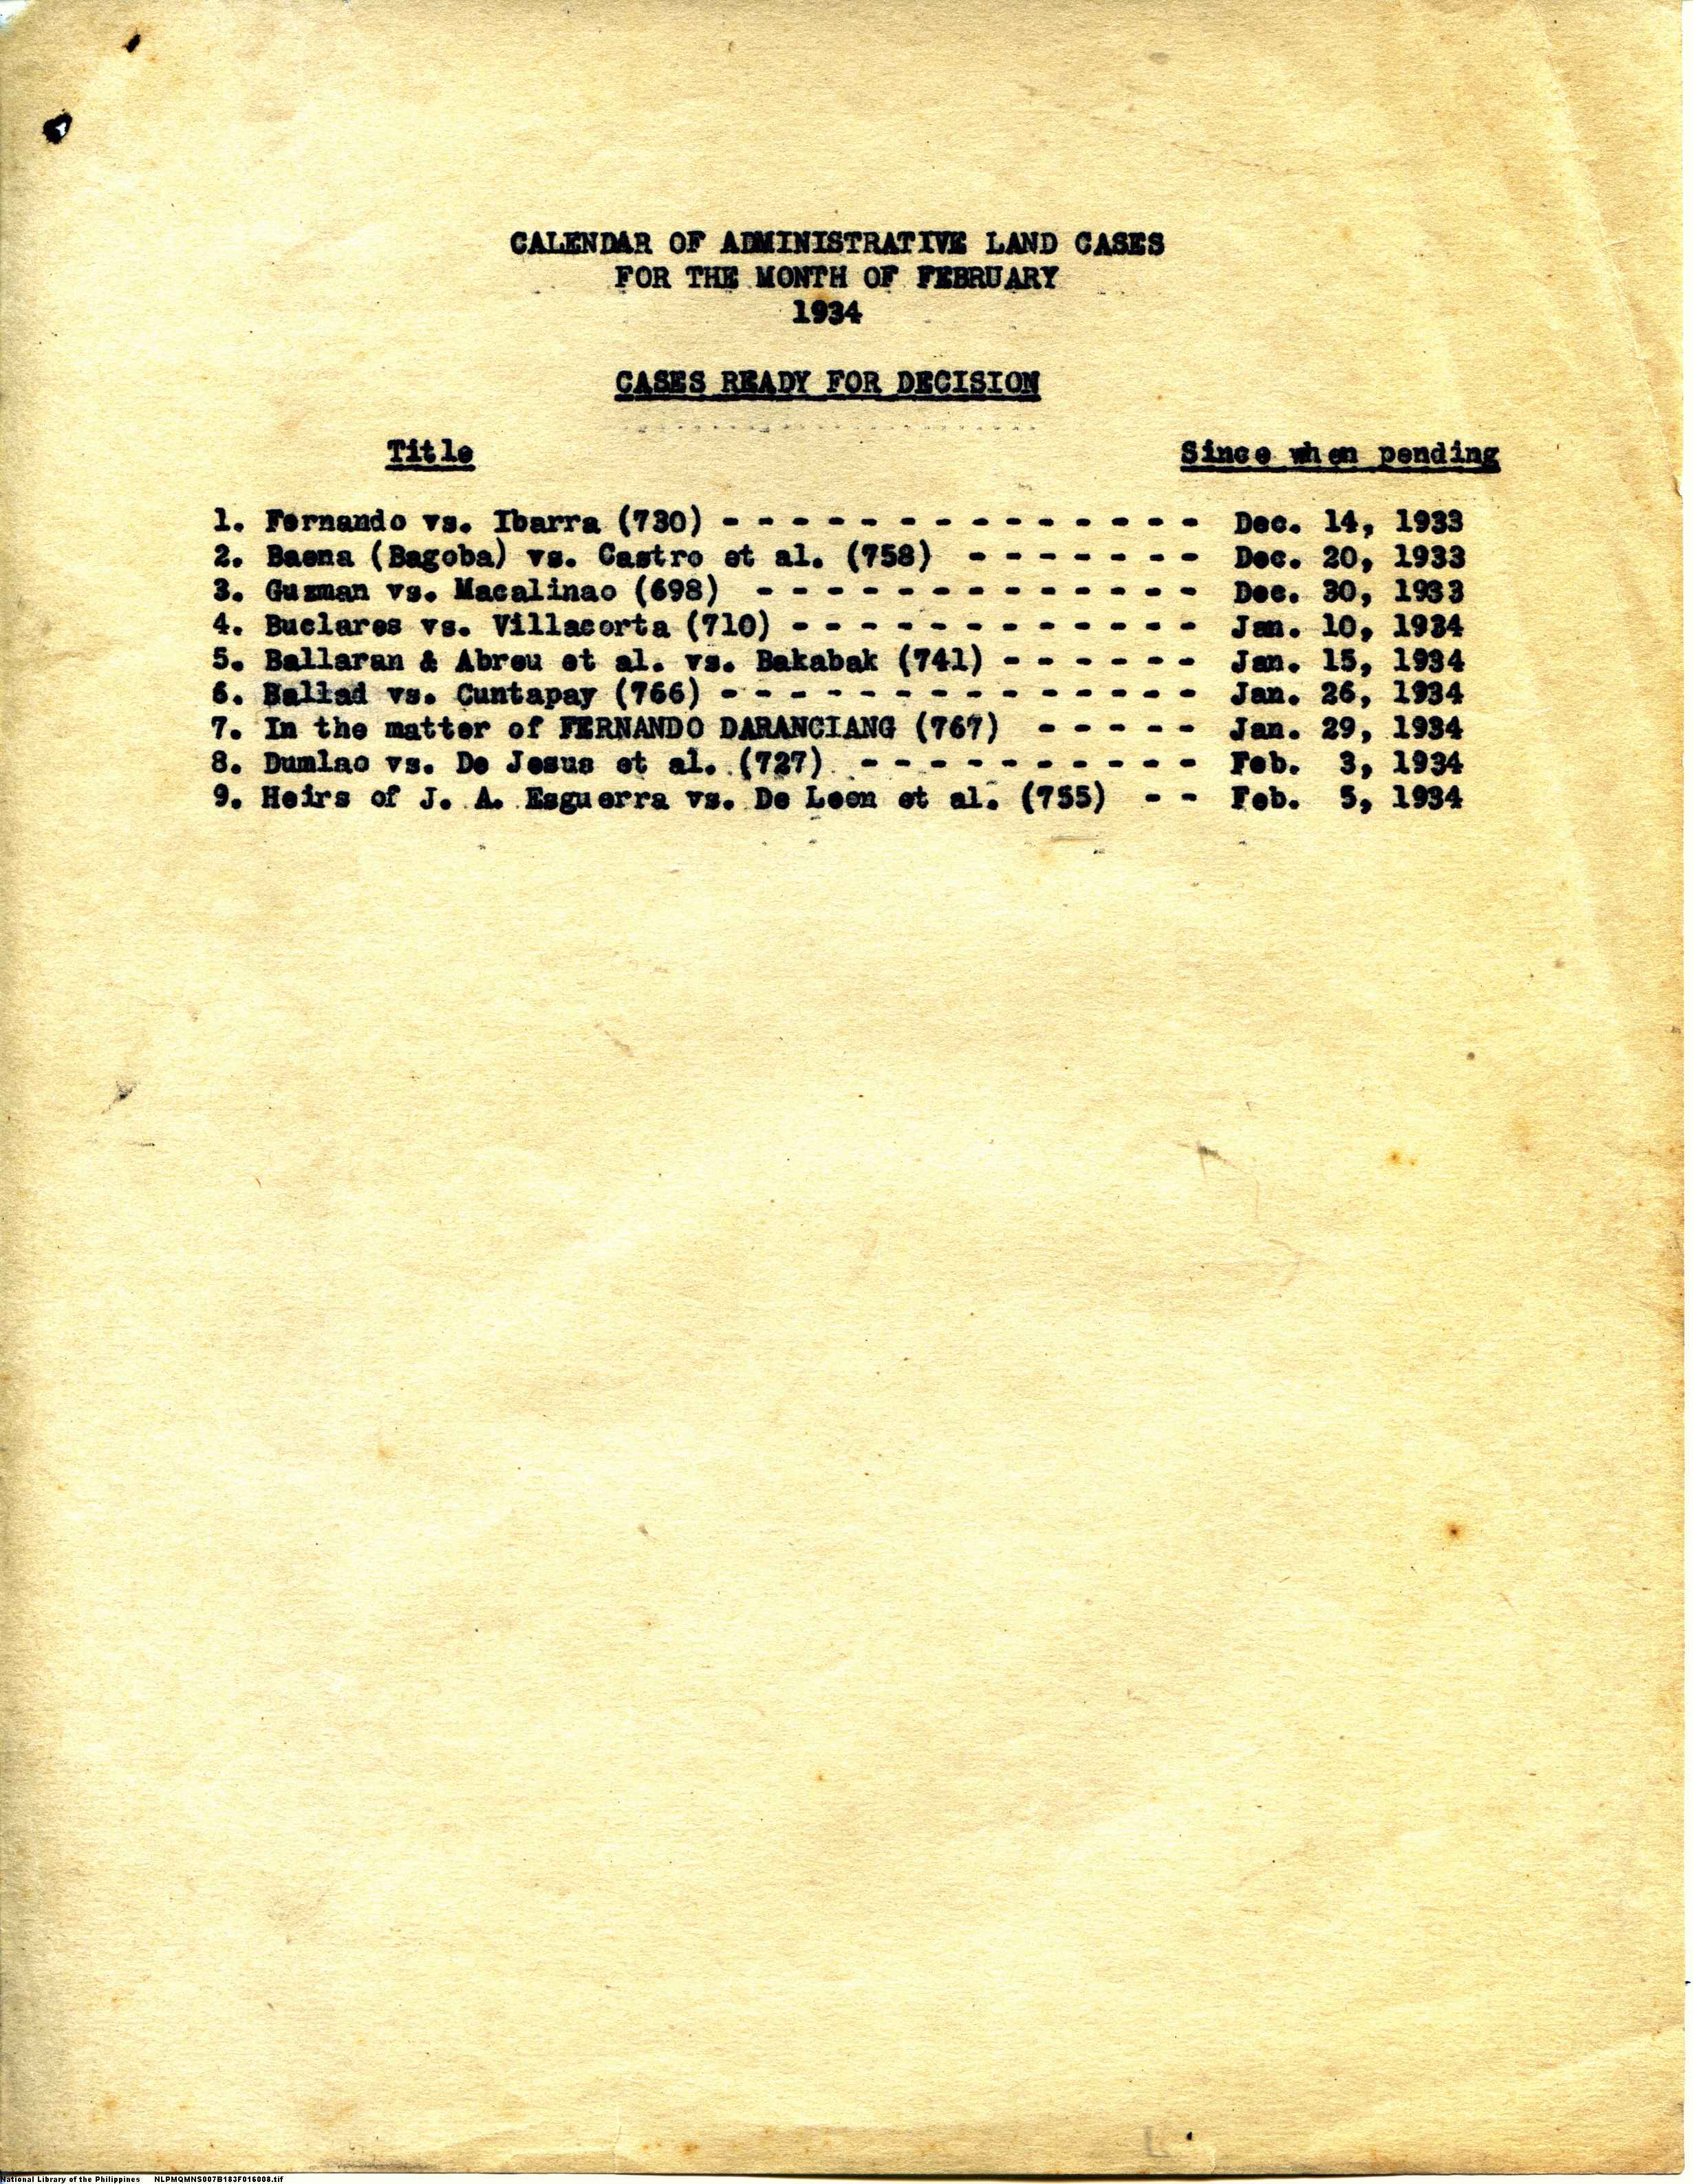 CALENDAR OF ADMINISTRATIVE LAND CASES
FOR THE MONTH OF FEBRUARY
1934
CASES READY FOR DECISION
Title Since when pending
1. Fernando vs. Ibarra (730) - - - - - - - - - - - - - - Dec. 14, 1933
2. Baena (Bagoba) vs. Castro et al. (758) - - - - - - - Dec. 20, 1933
3. Guzman vs. Macalinao (698) - - - - - - - - - - - - - Dec. 30, 1933
4. Buclares vs. Villacorta (710) - - - - - - - - - - - - Jan. 10, 1934
5. Ballaran & Abreu et al. vs. Bakabak (741) - - - - - - Jan. 15, 1934
6. Ballad vs. Cuntapay (766) - - - - - - - - - - - - - - Jan. 26, 1934
7. In the matter of FERNANDO DARANCIANG (767) - - - - - Jan. 29, 1934
8. Dumlao vs. De Jesus et al. (727) - - - - - - - - - - Feb. 3, 1934
9. Heirs of J. A. Esguerra vs. De Leon et al. (755) - - Feb. 5, 1934
National Library of the Philippines NLPMQMNS007B183F016008.tif